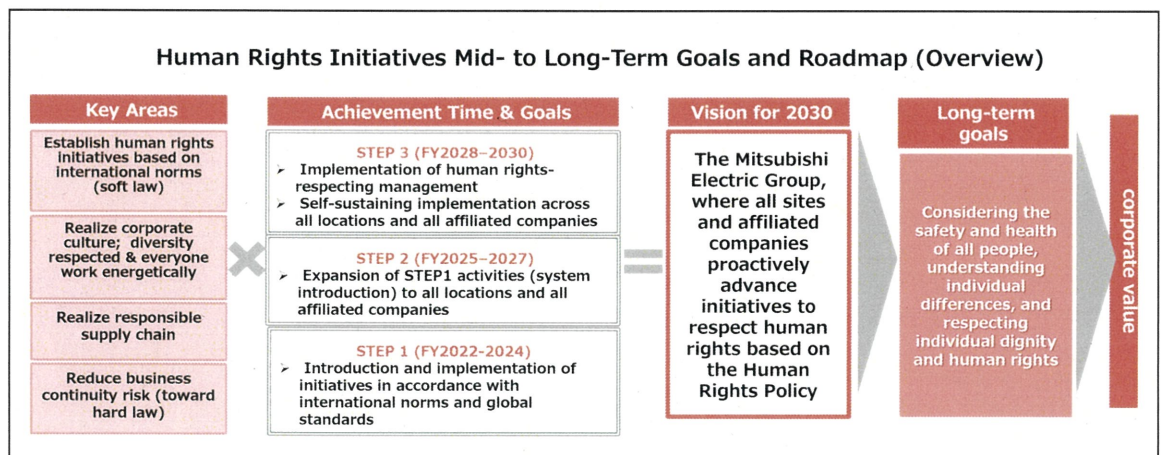 Human Rights Initiatives Mid- to Long-Term Goals and Roadmap (Overview)
Key Areas
Establish human rights
initiatives based on
international norms
(soft law)
Realize corporate
culture; diversity
respected & everyone
work energetically
Realize responsible
supply chain
Reduce business
continuity risk (toward
hard law)
Achievement Time & Goals
STEP 3 (FY2028–2030)
➢ Implementation of human rights-
respecting management
➢ Self-sustaining implementation across
all locations and all affiliated companies
STEP 2 (FY2025–2027)
➢ Expansion of STEP1 activities (system
introduction) to all locations and all
affiliated companies
STEP 1 (FY2022-2024)
➢ Introduction and implementation of
initiatives in accordance with
international norms and global
standards
Vision for 2030
The Mitsubishi
Electric Group,
where all sites
and affiliated
companies
proactively
advance
initiatives to
respect human
rights based on
the Human
Rights Policy
Long-term
goals
Considering the
safety and health
of all people,
understanding
individual
differences, and
respecting
individual dignity
and human rights
corporate value